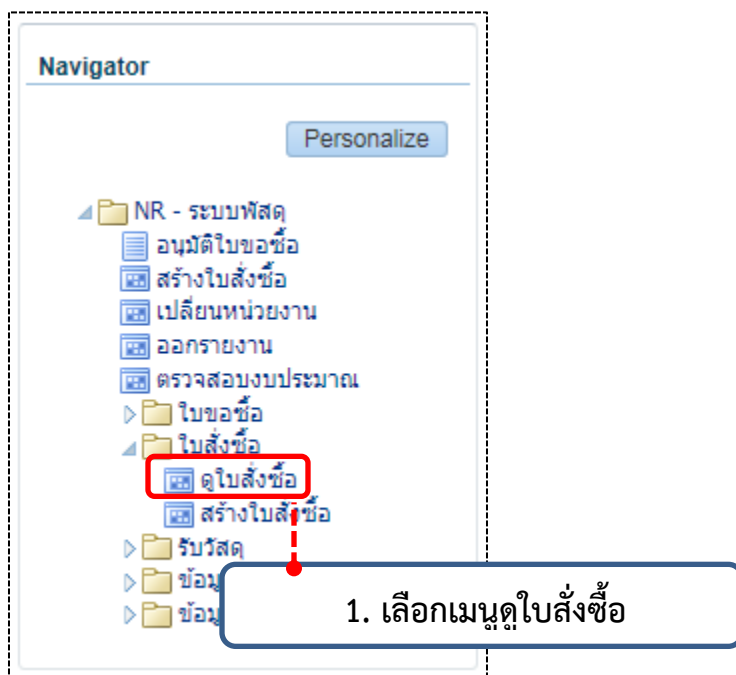 Navigator
Personalize
NR - ระบบพัสดุ
อนุมัติใบขอซื้อ
สร้างใบสั่งซื้อ
เปลี่ยนหน่วยงาน
ออกรายงาน
ตรวจสอบงบประมาณ
ใบขอซื้อ
ใบสั่งซื้อ
ดูใบสั่งซื้อ
สร้างใบสั่งซื้อ
รับวัสดุ
1. เลือกเมนูดูใบสั่งซื้อ